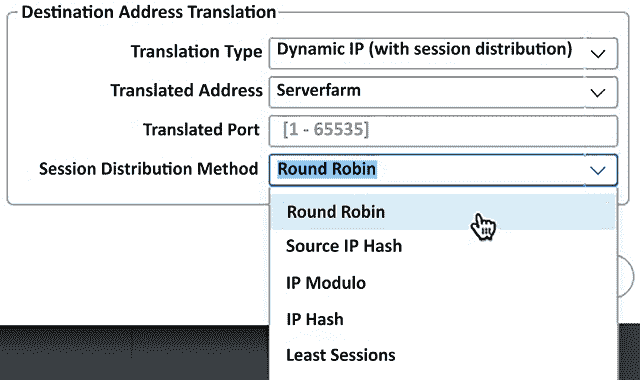 Destination Address Translation
Translation Type Dynamic IP (with session distribution)
Translated Address Serverfarm
Translated Port [1 - 65535]
Session Distribution Method Round Robin
Round Robin
Source IP Hash
IP Modulo
IP Hash
Least Sessions